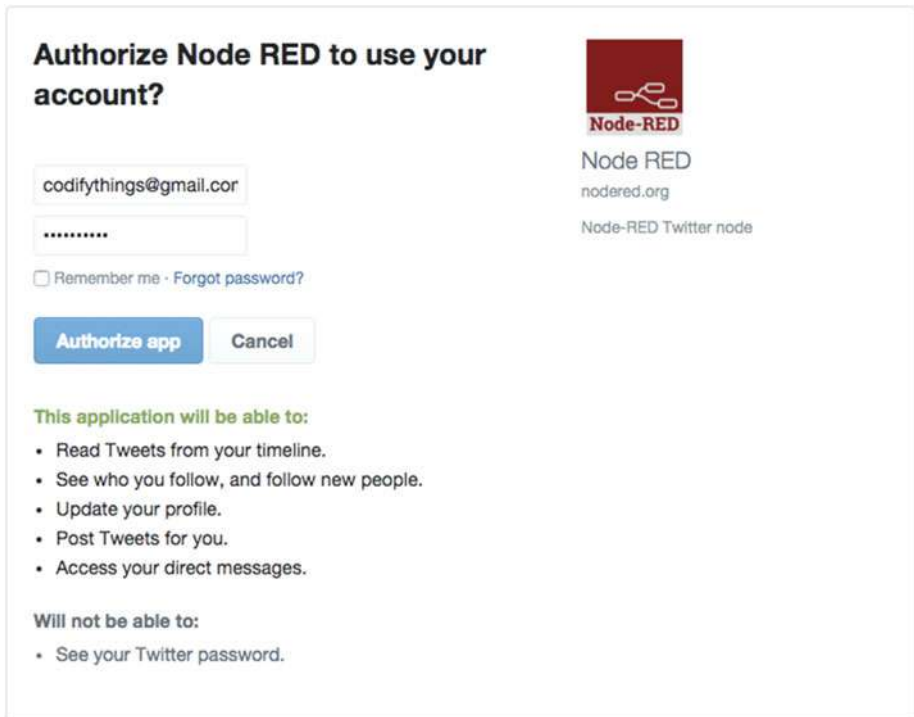 Authorize Node RED to use your
account?
codifythings@gmail.cor
••••••••••
Remember me · Forgot password?
Authorize app
Cancel
This application will be able to:
• Read Tweets from your timeline.
• See who you follow, and follow new people.
• Update your profile.
• Post Tweets for you.
• Access your direct messages.
Will not be able to:
• See your Twitter password.
Node-RED
Node RED
nodered.org
Node-RED Twitter node